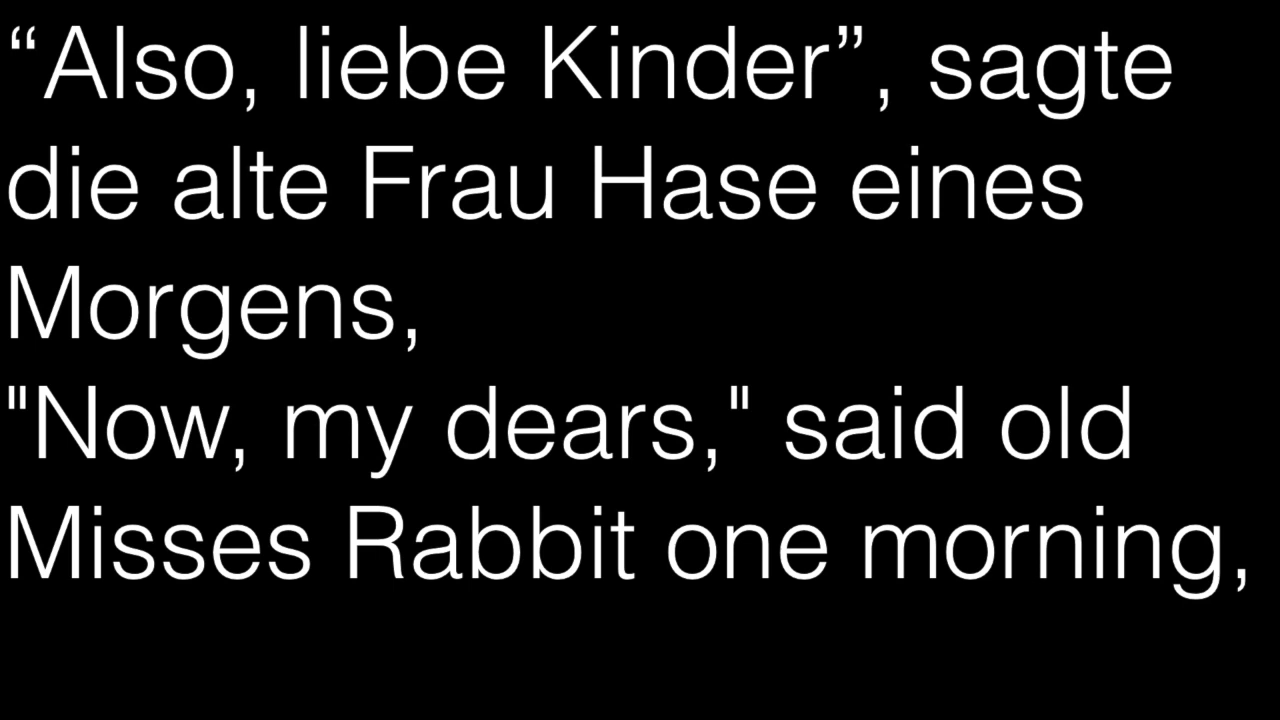 “Also, liebe Kinder”, sagte
die alte Frau Hase eines
Morgens,
"Now, my dears," said old
Misses Rabbit one morning,